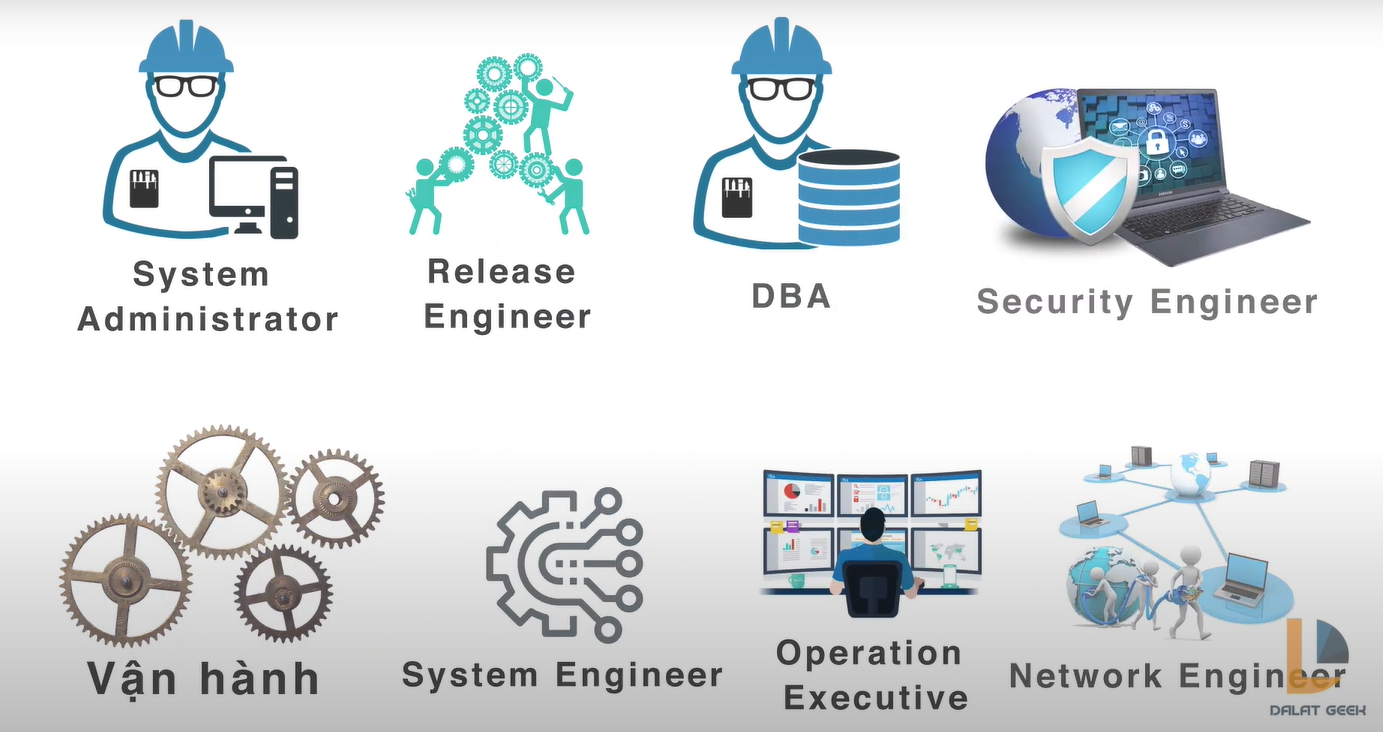 System
Administrator
Release
Engineer
DBA
Security Engineer
Vận hành
System Engineer
Operation
Executive
Network Engineer
DALAT GEEK